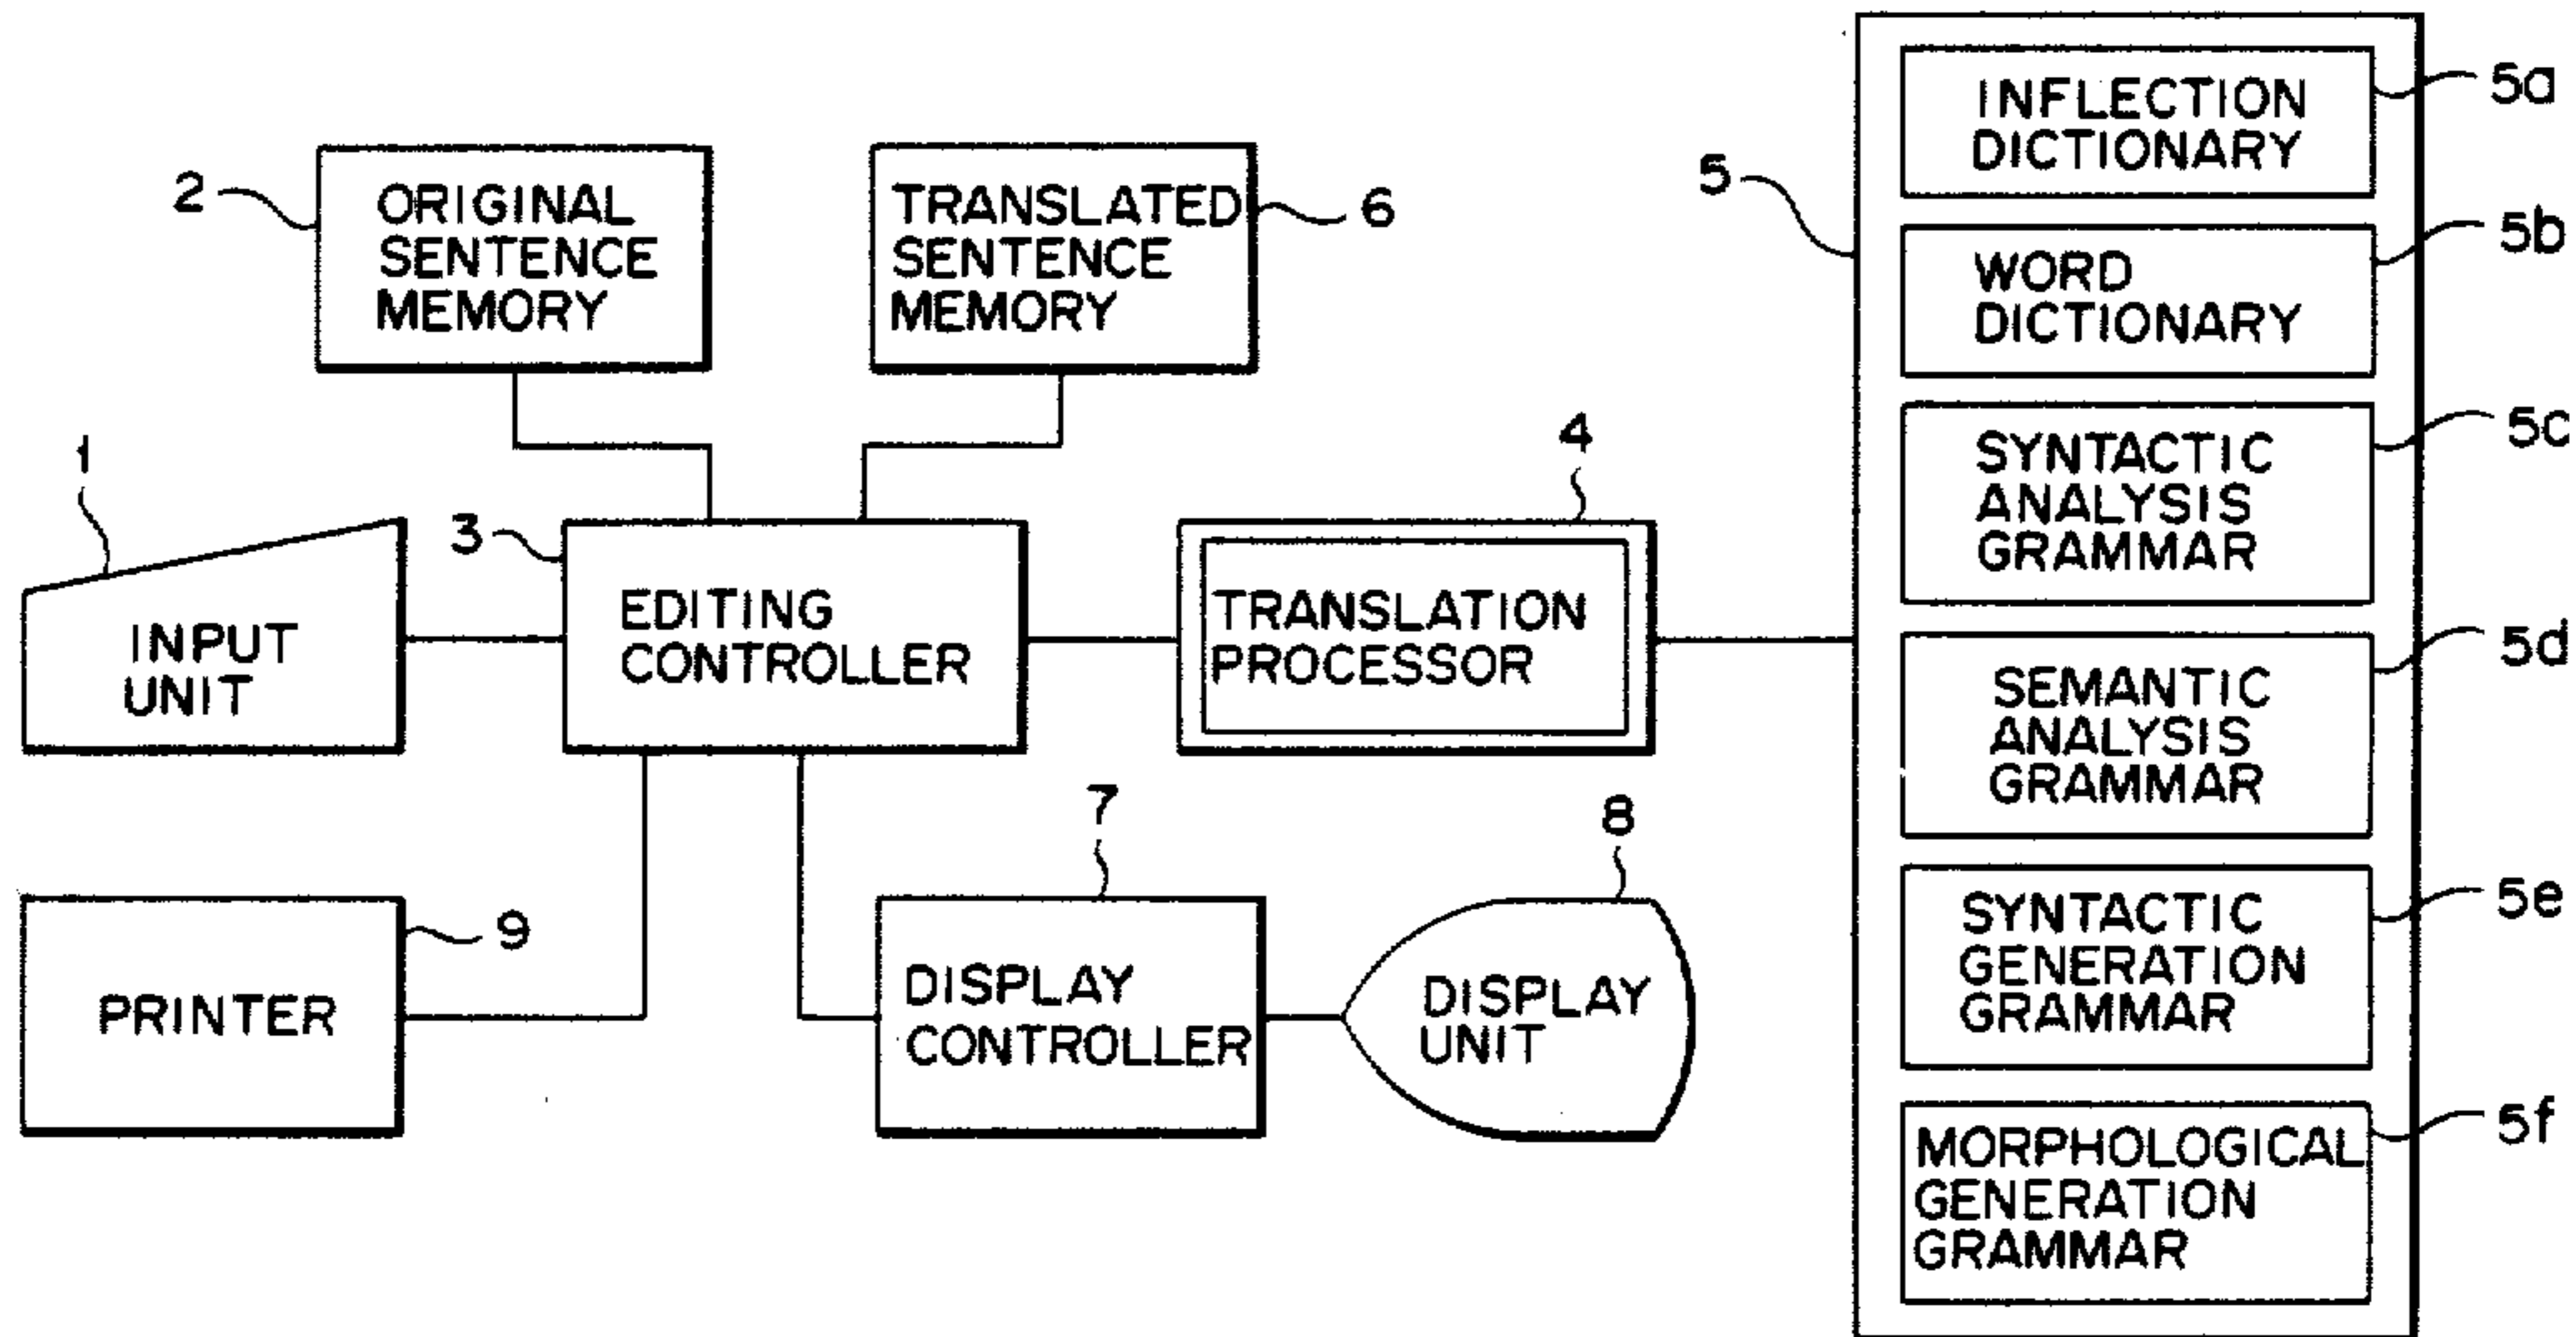 2
ORIGINAL
SENTENCE
MEMORY
TRANSLATED
SENTENCE
MEMORY
6
1
INPUT
UNIT
3
EDITING
CONTROLLER
4
TRANSLATION
PROCESSOR
PRINTER
9
7
DISPLAY
CONTROLLER
8
DISPLAY
UNIT
5
INFLECTION
DICTIONARY
5a
WORD
DICTIONARY
5b
SYNTACTIC
ANALYSIS
GRAMMAR
5c
SEMANTIC
ANALYSIS
GRAMMAR
5d
SYNTACTIC
GENERATION
GRAMMAR
5e
MORPHOLOGICAL
GENERATION
GRAMMAR
5f